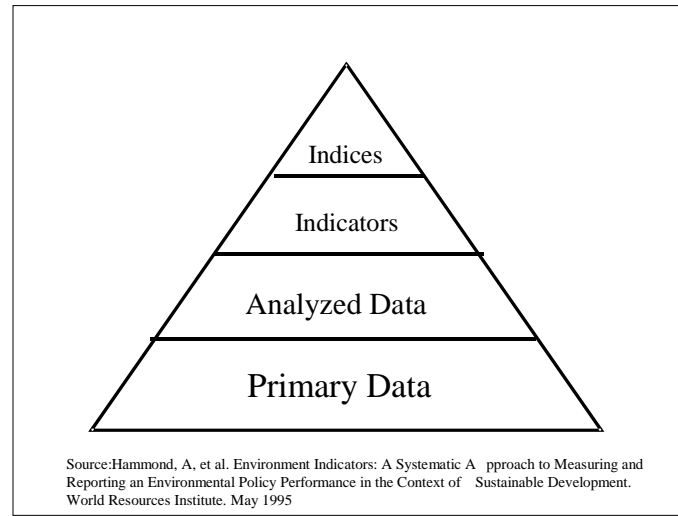 Indices
Indicators
Analyzed Data
Primary Data
Source:Hammond, A, et al. Environment Indicators: A Systematic A pproach to Measuring and
Reporting an Environmental Policy Performance in the Context of Sustainable Development.
World Resources Institute. May 1995